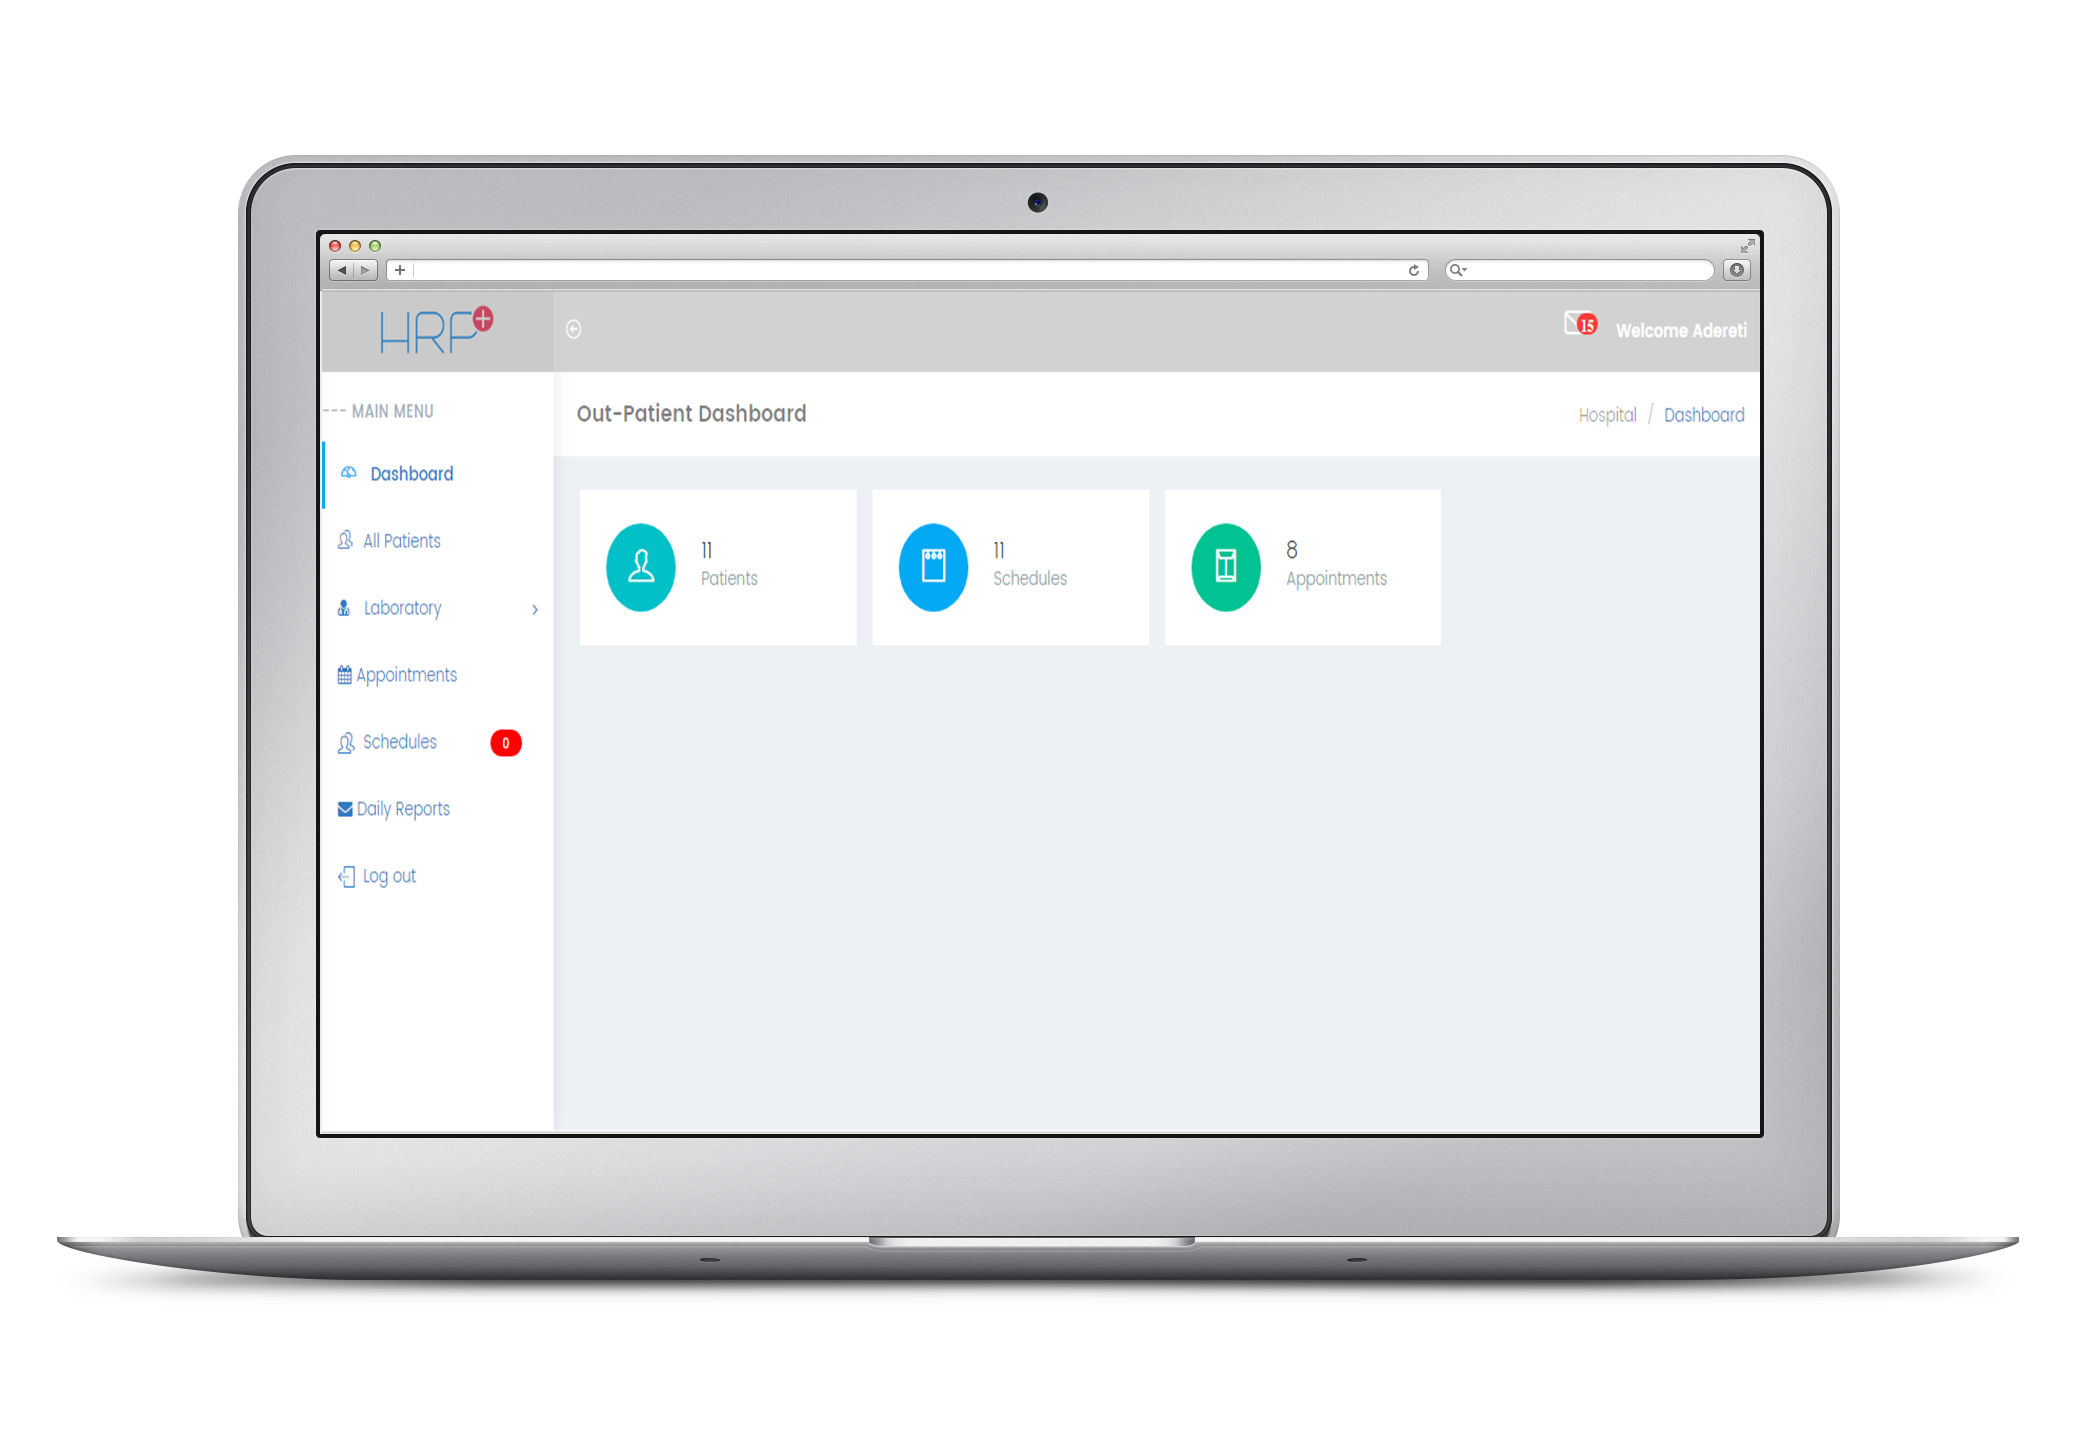 HRP+
15
Welcome Adereti
--- MAIN MENU
Out-Patient Dashboard
Hospital / Dashboard
Dashboard
All Patients
Laboratory
Appointments
Schedules
0
Daily Reports
Log out
11
Patients
11
Schedules
8
Appointments